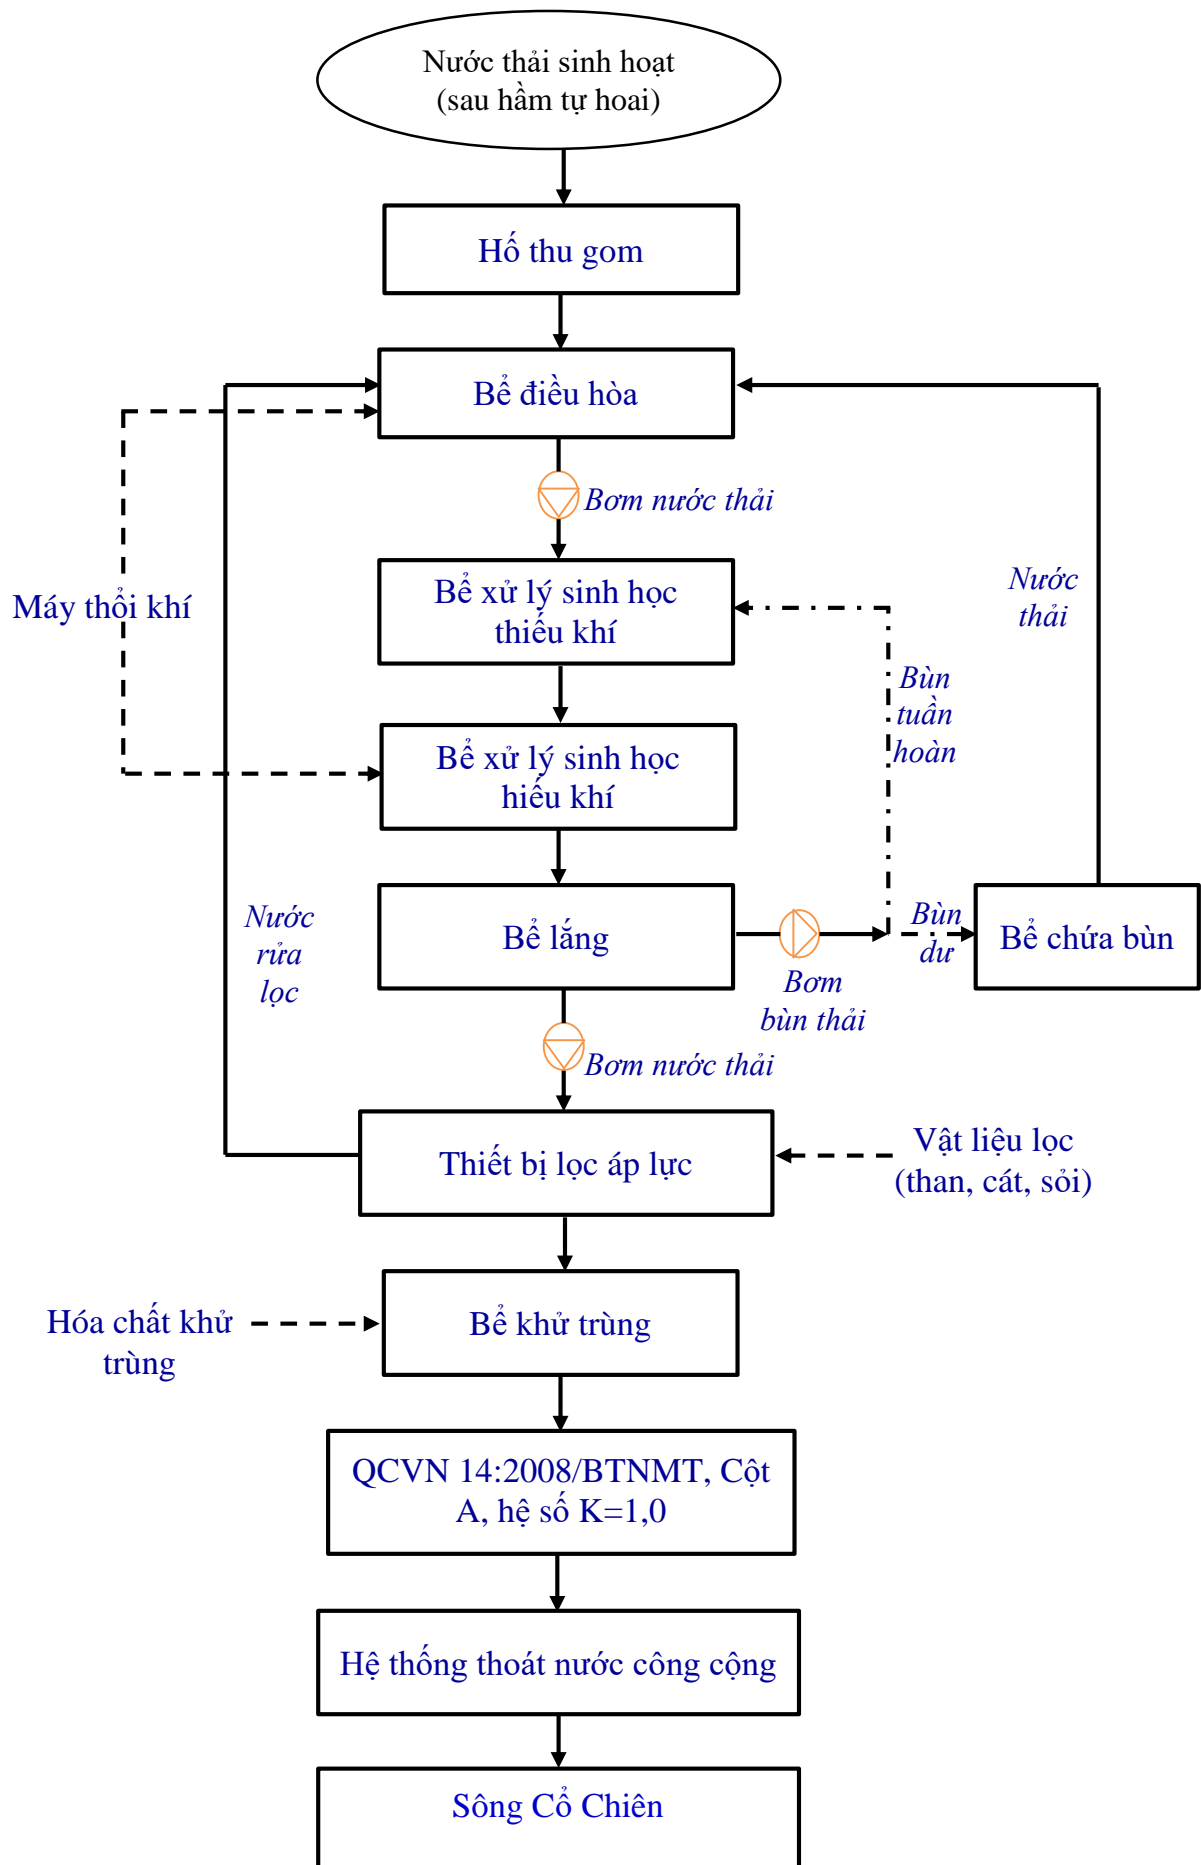 Nước thải sinh hoạt
(sau hầm tự hoai)
Hố thu gom
Bể điều hòa
Bơm nước thải
Máy thổi khí
Bể xử lý sinh học
thiếu khí
Nước
thải
Bùn
tuần
hoàn
Bể xử lý sinh học
hiếu khí
Nước
rửa
lọc
Bể lắng
Bơm
bùn thải
Bùn
dư
Bể chứa bùn
Bơm nước thải
Thiết bị lọc áp lực
Vật liệu lọc
(than, cát, sỏi)
Hóa chất khử
trùng
Bể khử trùng
QCVN 14:2008/BTNMT, Cột
A, hệ số K=1,0
Hệ thống thoát nước công cộng
Sông Cổ Chiên